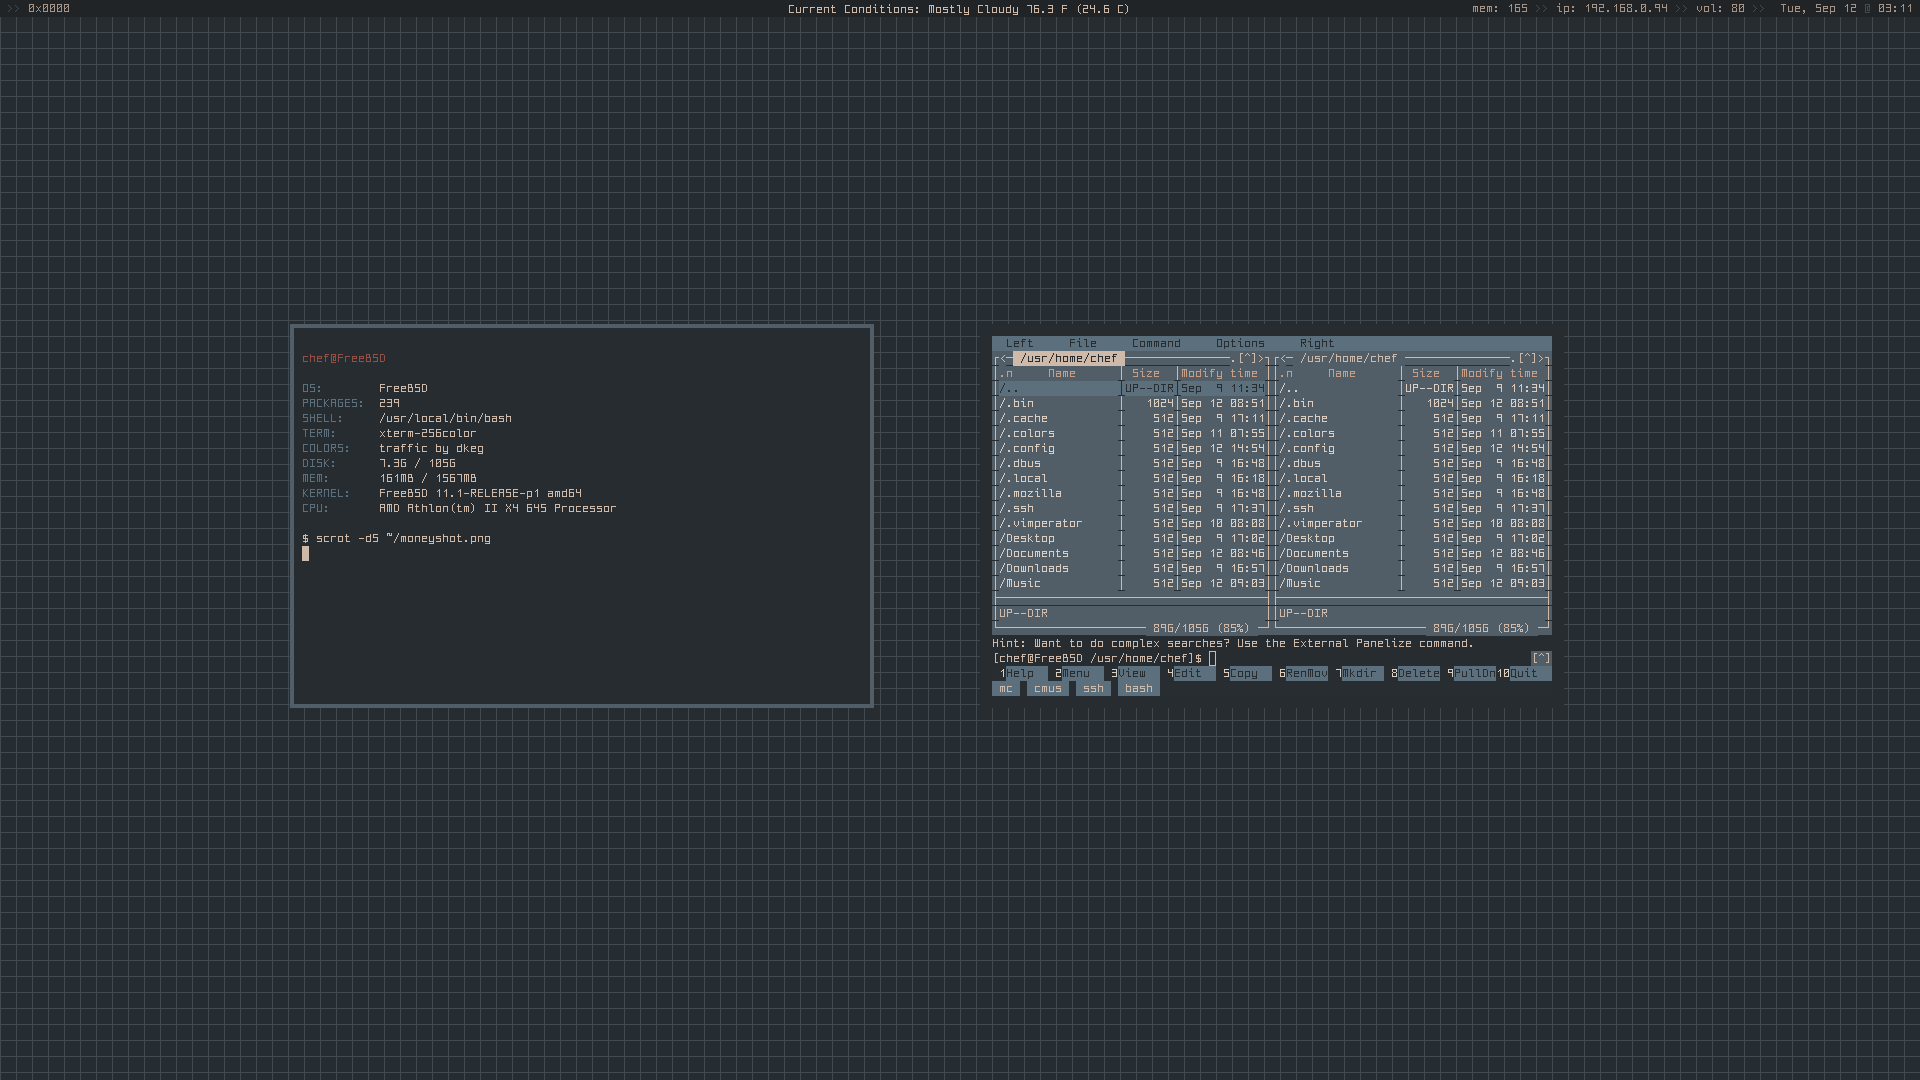 >> 0x0000
Current Conditions: Mostly Cloudy 76.3 F (24.6 C)
mem: 165 >> ip: 192.168.0.94 >> vol: 80 >> Tue, Sep 12 @ 03:11
chef@FreeBSD
OS: FreeBSD
PACKAGES: 239
SHELL: /usr/local/bin/bash
TERM: xterm-256color
COLORS: traffic by dkeg
DISK: 7.3G / 105G
MEM: 161MB / 1567MB
KERNEL: FreeBSD 11.1-RELEASE-p1 amd64
CPU: AMD Athlon(tm) II X4 645 Processor
$ scrot -d5 ~/moneyshot.png
Left File Command Options Right
<- /usr/home/chef .[^]> <- /usr/home/chef .[^]>
.n Name Size Modify time .n Name Size Modify time
/.. UP--DIR Sep 9 11:34 /.. UP--DIR Sep 9 11:34
/.bin 1024 Sep 12 08:51 /.bin 1024 Sep 12 08:51
/.cache 512 Sep 9 17:11 /.cache 512 Sep 9 17:11
/.colors 512 Sep 11 07:55 /.colors 512 Sep 11 07:55
/.config 512 Sep 12 14:54 /.config 512 Sep 12 14:54
/.dbus 512 Sep 9 16:48 /.dbus 512 Sep 9 16:48
/.local 512 Sep 9 16:18 /.local 512 Sep 9 16:18
/.mozilla 512 Sep 9 16:48 /.mozilla 512 Sep 9 16:48
/.ssh 512 Sep 9 17:37 /.ssh 512 Sep 9 17:37
/.vimperator 512 Sep 10 08:08 /.vimperator 512 Sep 10 08:08
/Desktop 512 Sep 9 17:02 /Desktop 512 Sep 9 17:02
/Documents 512 Sep 12 08:46 /Documents 512 Sep 12 08:46
/Downloads 512 Sep 9 16:57 /Downloads 512 Sep 9 16:57
/Music 512 Sep 12 09:03 /Music 512 Sep 12 09:03
UP--DIR UP--DIR
89G/105G (85%) 89G/105G (85%)
Hint: Want to do complex searches? Use the External Panelize command.
[chef@FreeBSD /usr/home/chef]$ [^]
1Help 2Menu 3View 4Edit 5Copy 6RenMov 7Mkdir 8Delete 9PullDn 10Quit
mc cmus ssh bash